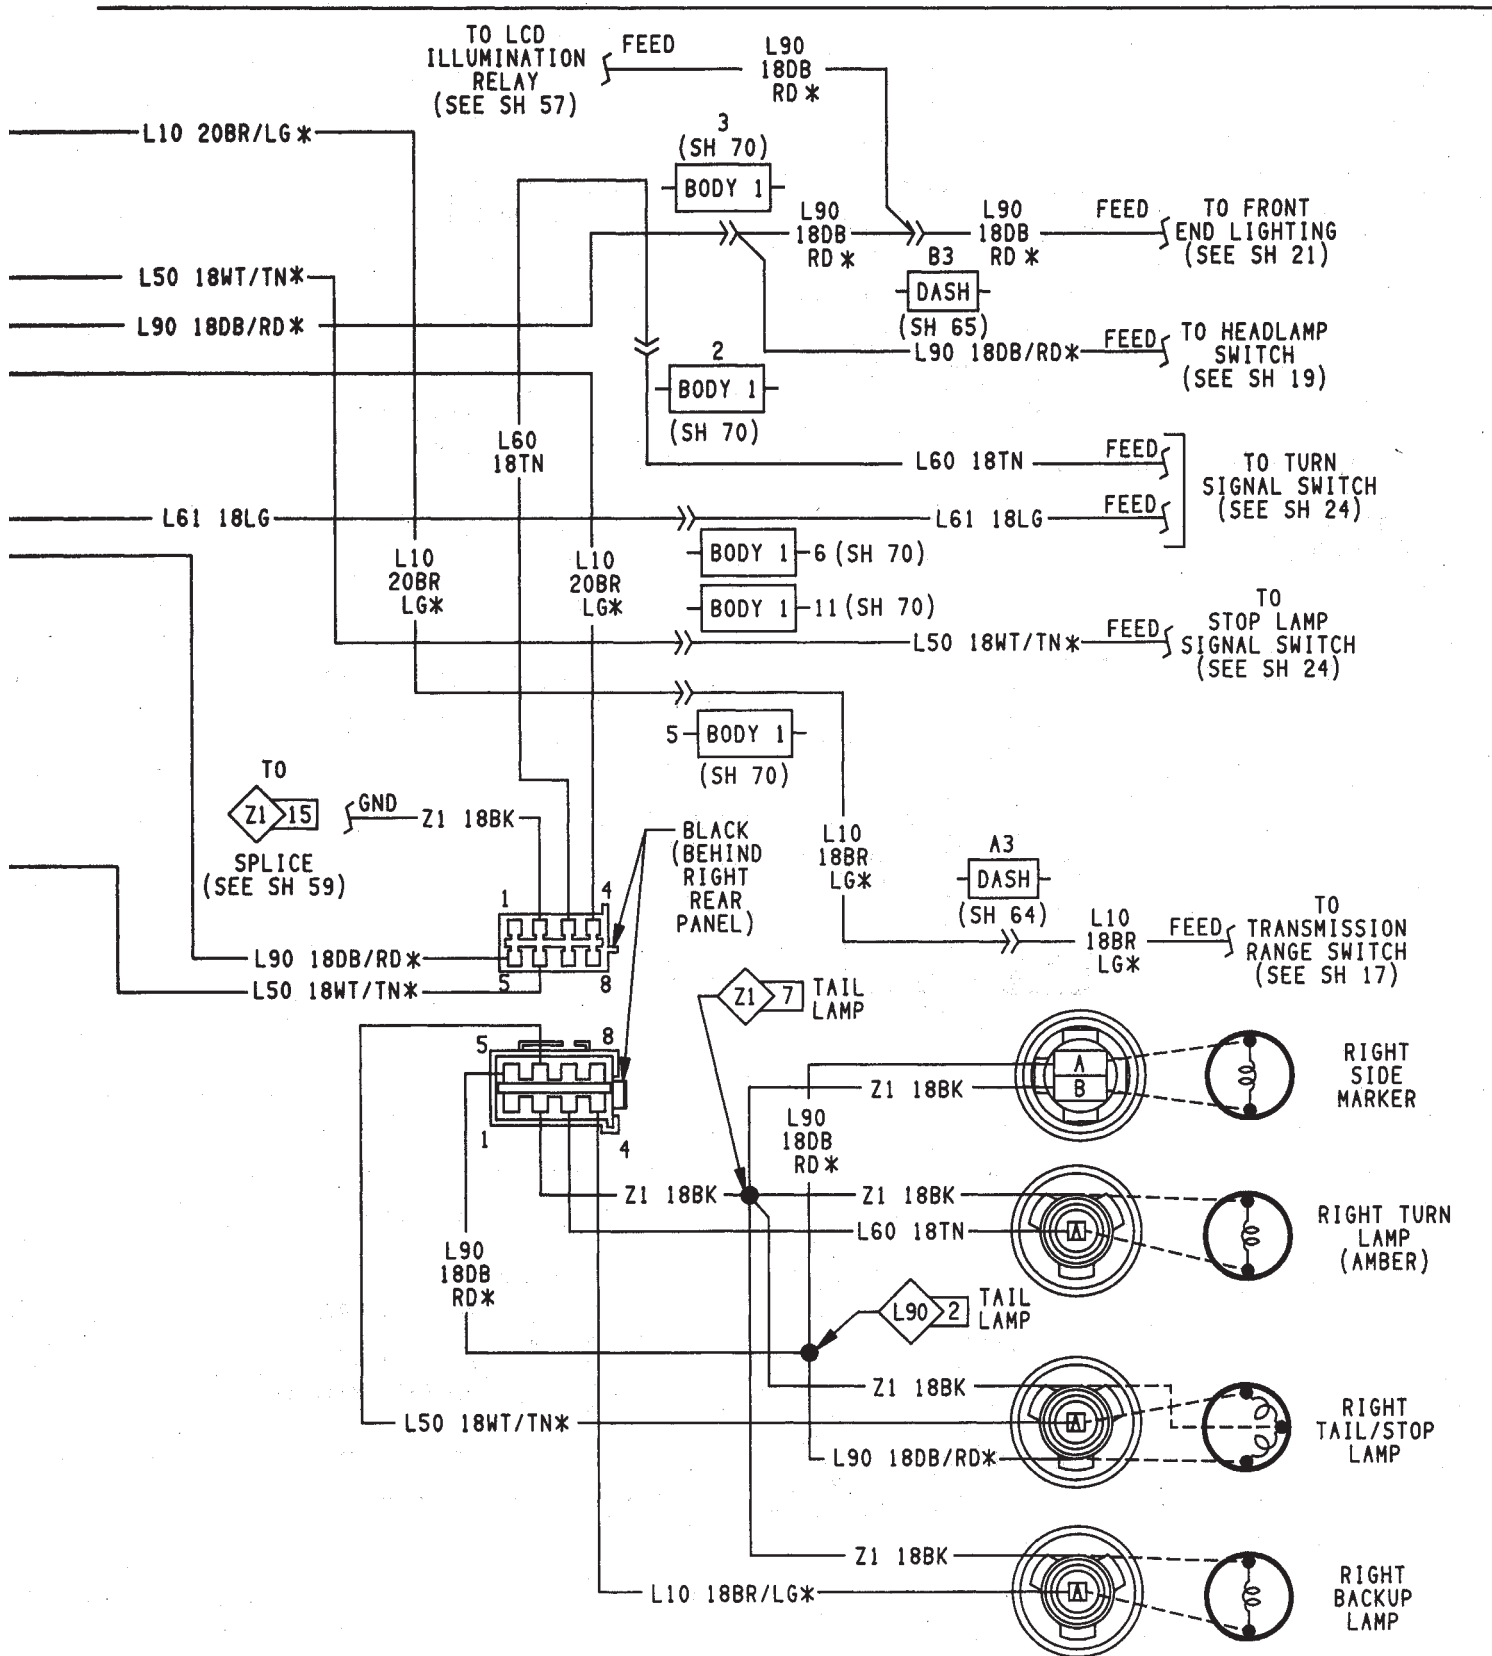 TO LCD
ILLUMINATION
RELAY
(SEE SH 57)
FEED
L90
18DB
RD*
L10 20BR/LG*
3
(SH 70)
BODY 1
L90
18DB
RD*
L90
18DB
RD*
FEED
TO FRONT
END LIGHTING
(SEE SH 21)
B3
DASH
(SH 65)
L50 18WT/TN*
L90 18DB/RD*
L90 18DB/RD*
FEED
TO HEADLAMP
SWITCH
(SEE SH 19)
2
BODY 1
(SH 70)
L60
18TN
L60 18TN
FEED
TO TURN
SIGNAL SWITCH
(SEE SH 24)
L61 18LG
L61 18LG
FEED
BODY 1
6 (SH 70)
L10
20BR
LG*
L10
20BR
LG*
BODY 1
11 (SH 70)
L50 18WT/TN*
FEED
TO
STOP LAMP
SIGNAL SWITCH
(SEE SH 24)
5
BODY 1
(SH 70)
TO
Z1
15
SPLICE
(SEE SH 59)
GND
Z1 18BK
BLACK
(BEHIND
RIGHT
REAR
PANEL)
L10
18BR
LG*
A3
DASH
(SH 64)
L10
18BR
LG*
FEED
TO
TRANSMISSION
RANGE SWITCH
(SEE SH 17)
1
4
5
8
L90 18DB/RD*
L50 18WT/TN*
Z1
7
TAIL
LAMP
5
8
1
4
A
B
Z1 18BK
RIGHT
SIDE
MARKER
L90
18DB
RD*
Z1 18BK
Z1 18BK
L60 18TN
A
RIGHT TURN
LAMP
(AMBER)
L90
18DB
RD*
L90
2
TAIL
LAMP
Z1 18BK
L50 18WT/TN*
A
L90 18DB/RD*
RIGHT
TAIL/STOP
LAMP
Z1 18BK
L10 18BR/LG*
A
RIGHT
BACKUP
LAMP